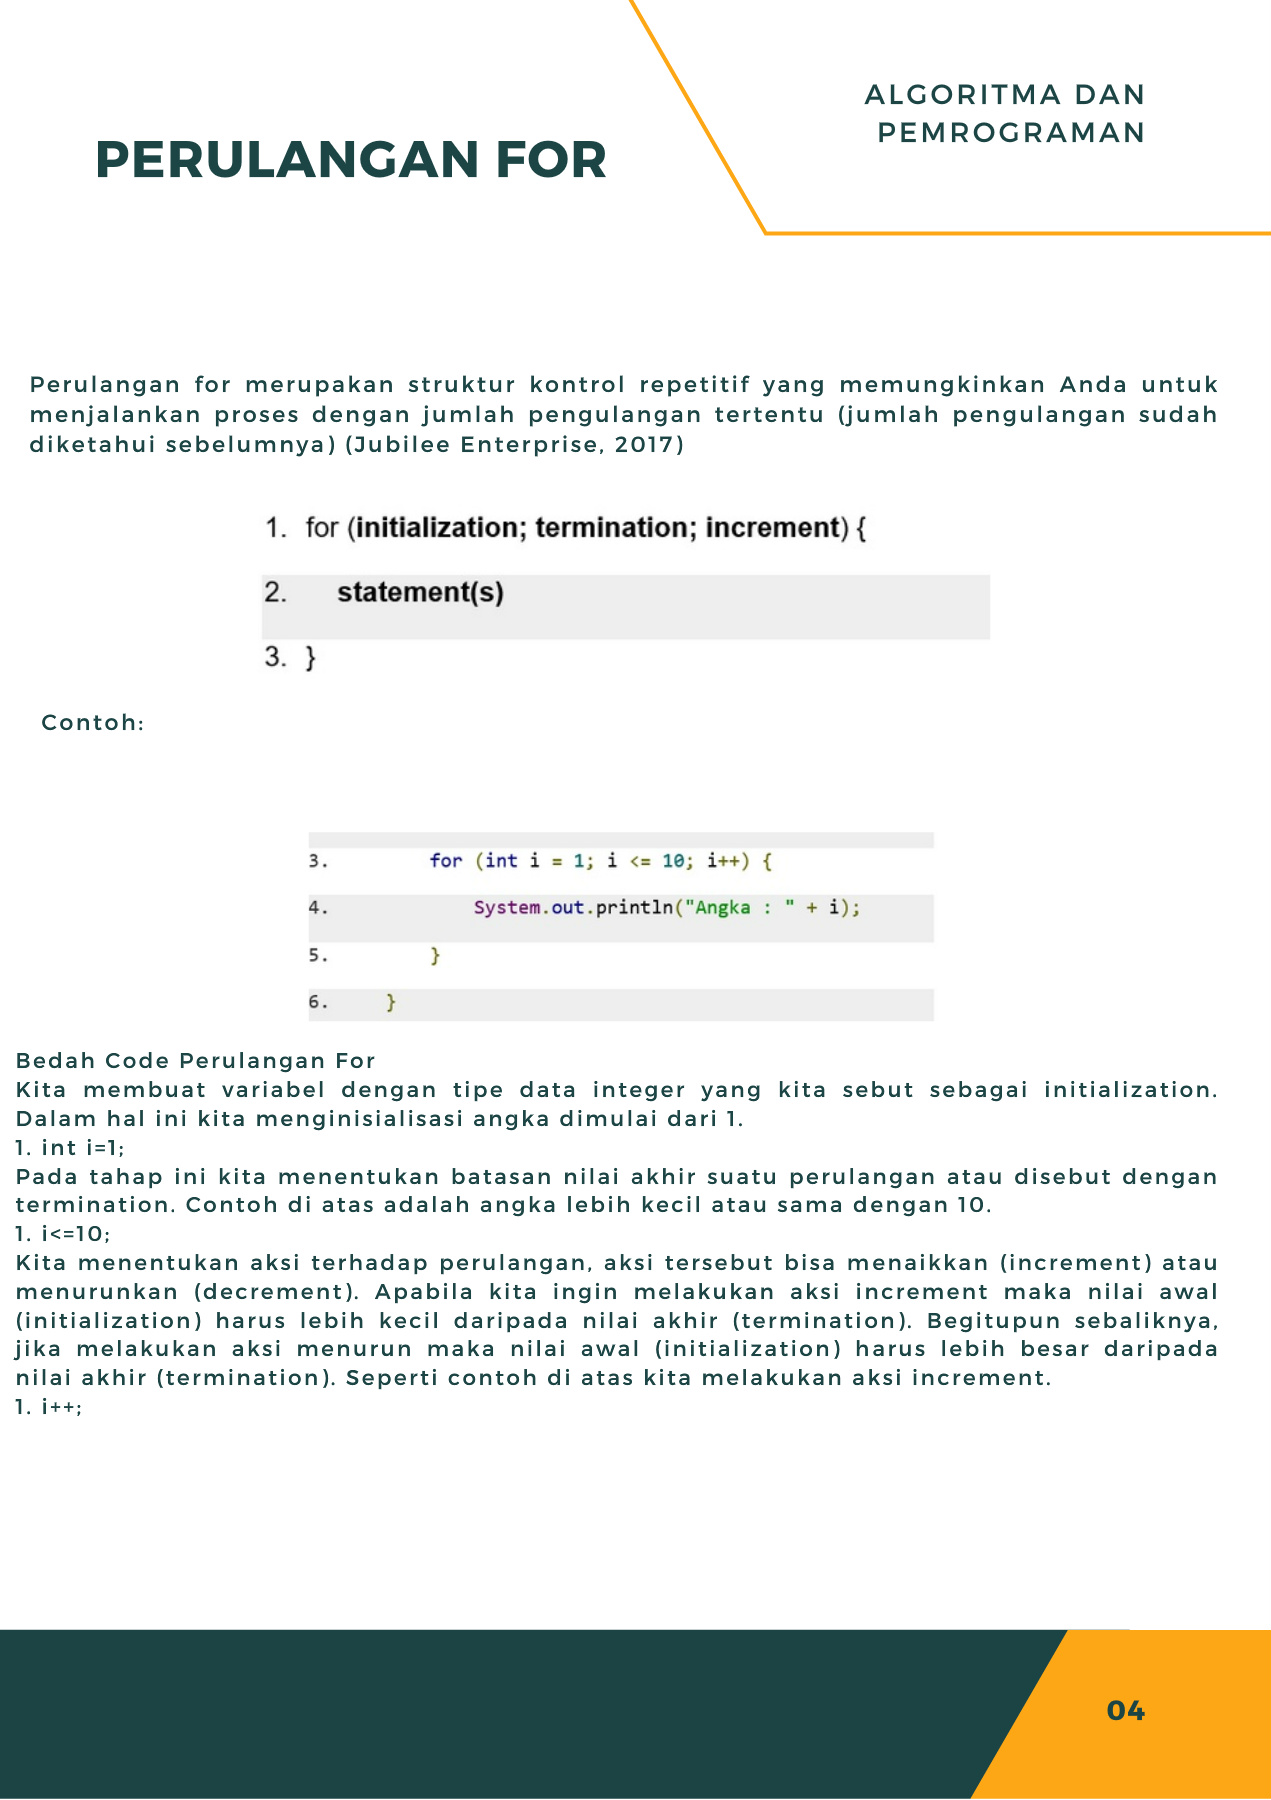 ALGORITMA DAN
PEMROGRAMAN
PERULANGAN FOR
Perulangan for merupakan struktur kontrol repetitif yang memungkinkan Anda untuk
menjalankan proses dengan jumlah pengulangan tertentu (jumlah pengulangan sudah
diketahui sebelumnya) (Jubilee Enterprise, 2017)
1. for (initialization; termination; increment) {
2. statement(s)
3. }
Contoh:
3. for (int i = 1; i <= 10; i++) {
4. System.out.println("Angka : " + i);
5. }
6. }
Bedah Code Perulangan For
Kita membuat variabel dengan tipe data integer yang kita sebut sebagai initialization.
Dalam hal ini kita menginisialisasi angka dimulai dari 1.
1. int i=1;
Pada tahap ini kita menentukan batasan nilai akhir suatu perulangan atau disebut dengan
termination. Contoh di atas adalah angka lebih kecil atau sama dengan 10.
1. i<=10;
Kita menentukan aksi terhadap perulangan, aksi tersebut bisa menaikkan (increment) atau
menurunkan (decrement). Apabila kita ingin melakukan aksi increment maka nilai awal
(initialization) harus lebih kecil daripada nilai akhir (termination). Begitupun sebaliknya,
jika melakukan aksi menurun maka nilai awal (initialization) harus lebih besar daripada
nilai akhir (termination). Seperti contoh di atas kita melakukan aksi increment.
1. i++;
04